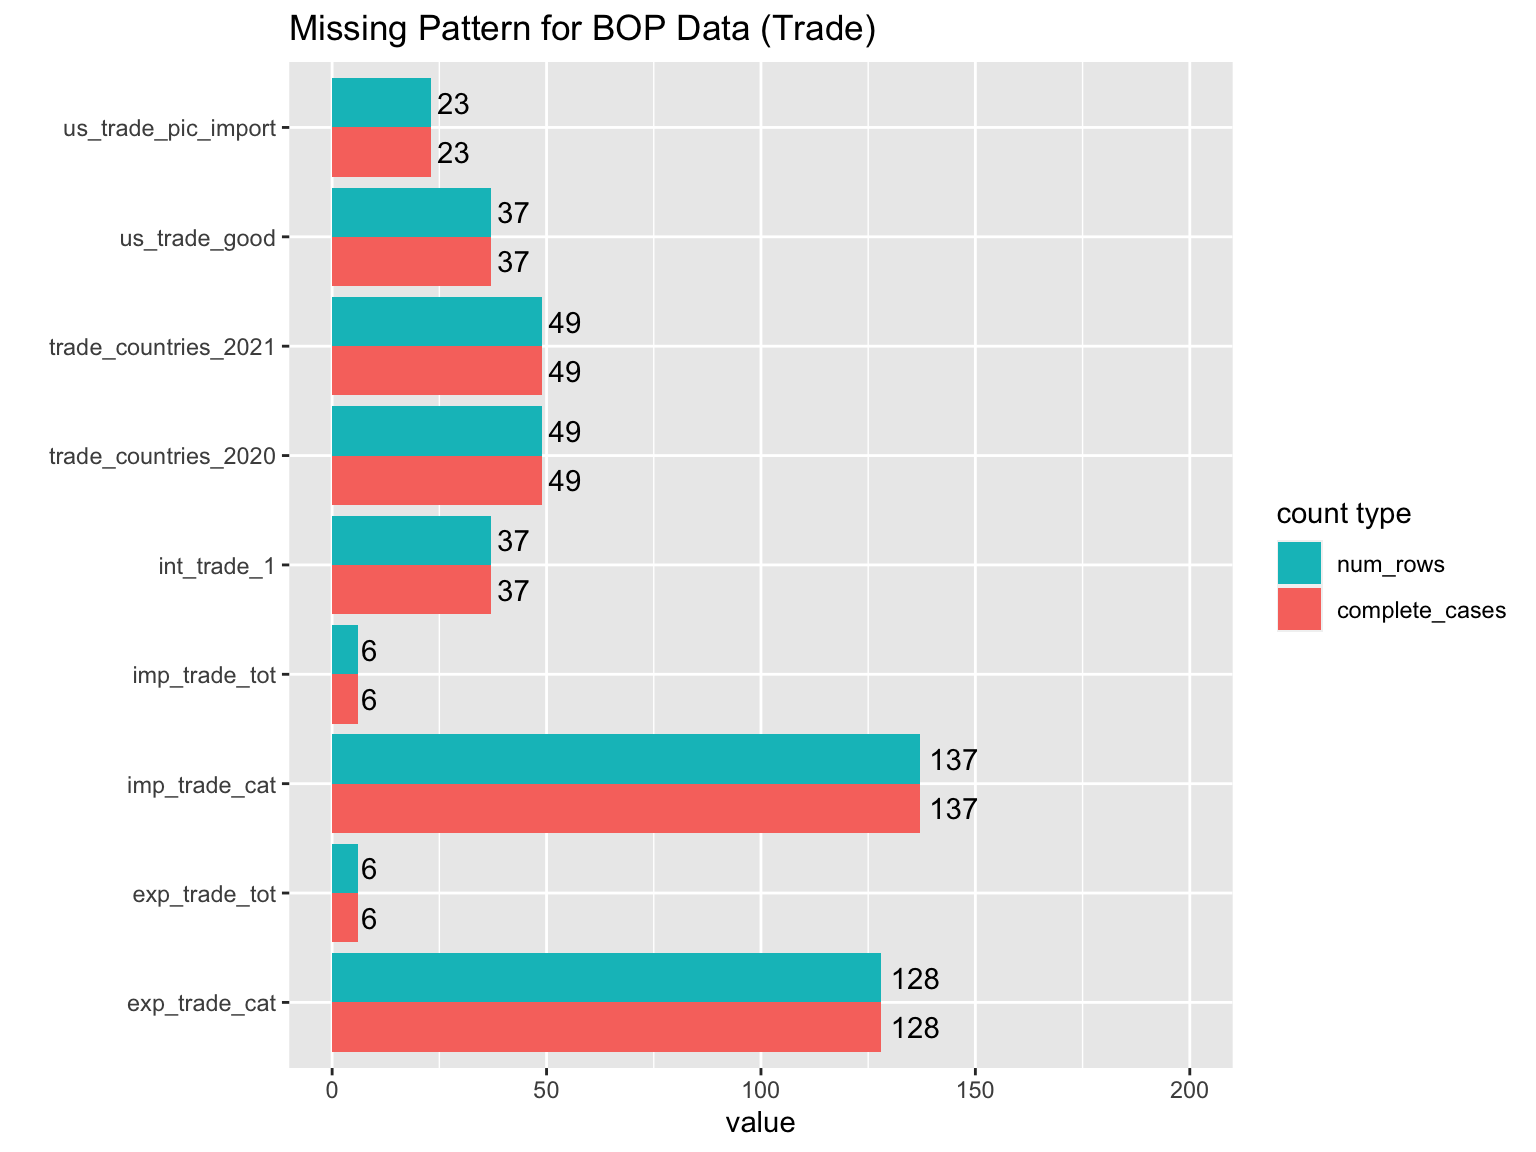 Missing Pattern for BOP Data (Trade)
us_trade_pic_import
23
23
us_trade_good
37
37
trade_countries_2021
49
49
trade_countries_2020
49
49
int_trade_1
37
37
imp_trade_tot
6
6
imp_trade_cat
137
137
exp_trade_tot
6
6
exp_trade_cat
128
128
0 50 100 150 200
value
count type
num_rows
complete_cases